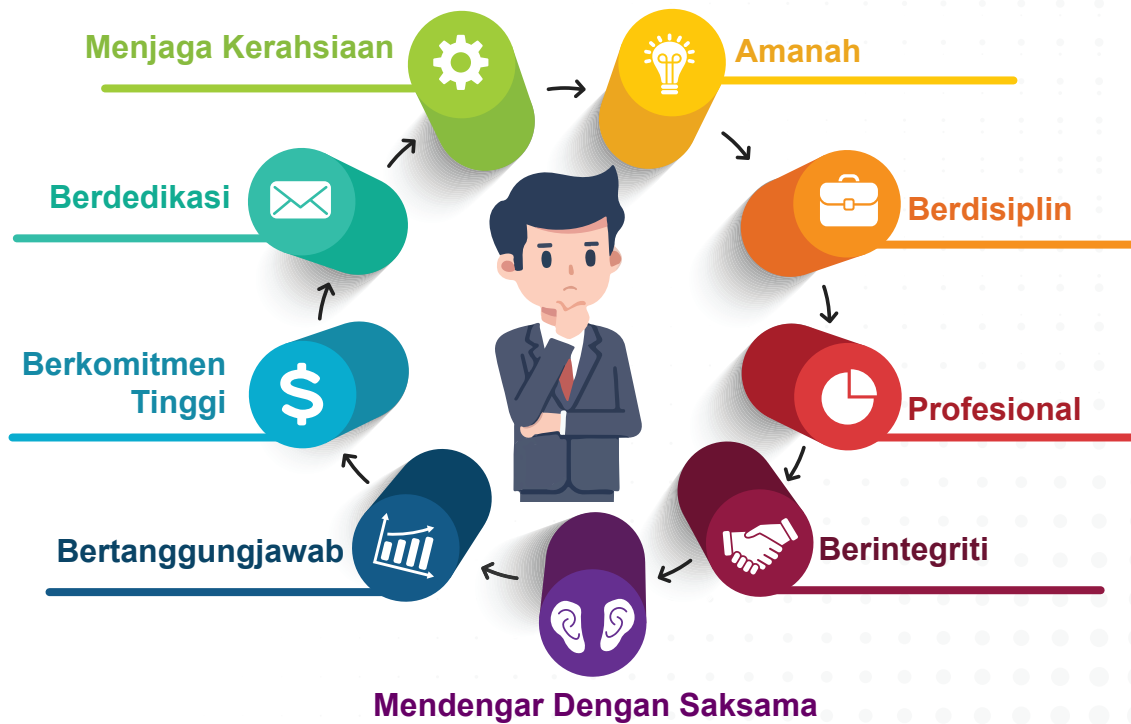 Menjaga Kerahsiaan
Amanah
Berdisiplin
Profesional
Berintegriti
Mendengar Dengan Saksama
Bertanggungjawab
Berkomitmen
Tinggi
Berdedikasi